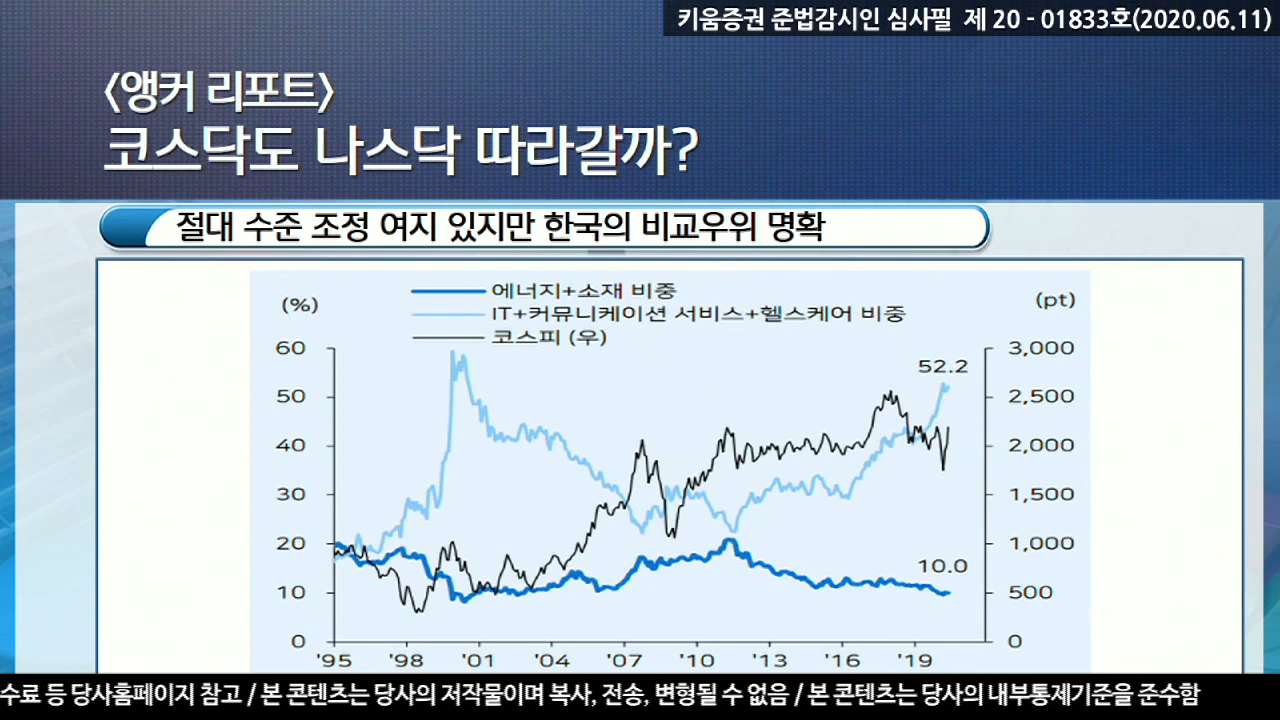 키움증권 준법감시인 심사필 제 20 - 01833호(2020.06.11)
<앵커 리포트>
코스닥도 나스닥 따라갈까?
절대 수준 조정 여지 있지만 한국의 비교우위 명확
(%)
에너지+소재 비중
(pt)
IT+커뮤니케이션 서비스+헬스케어 비중
코스피 (우)
60
3,000
52.2
50
2,500
40
2,000
30
1,500
20
1,000
10.0
10
500
0
0
'95 '98 '01 '04 '07 '10 '13 '16 '19
수료 등 당사홈페이지 참고 / 본 콘텐츠는 당사의 저작물이며 복사, 전송, 변형될 수 없음 / 본 콘텐츠는 당사의 내부통제기준을 준수함